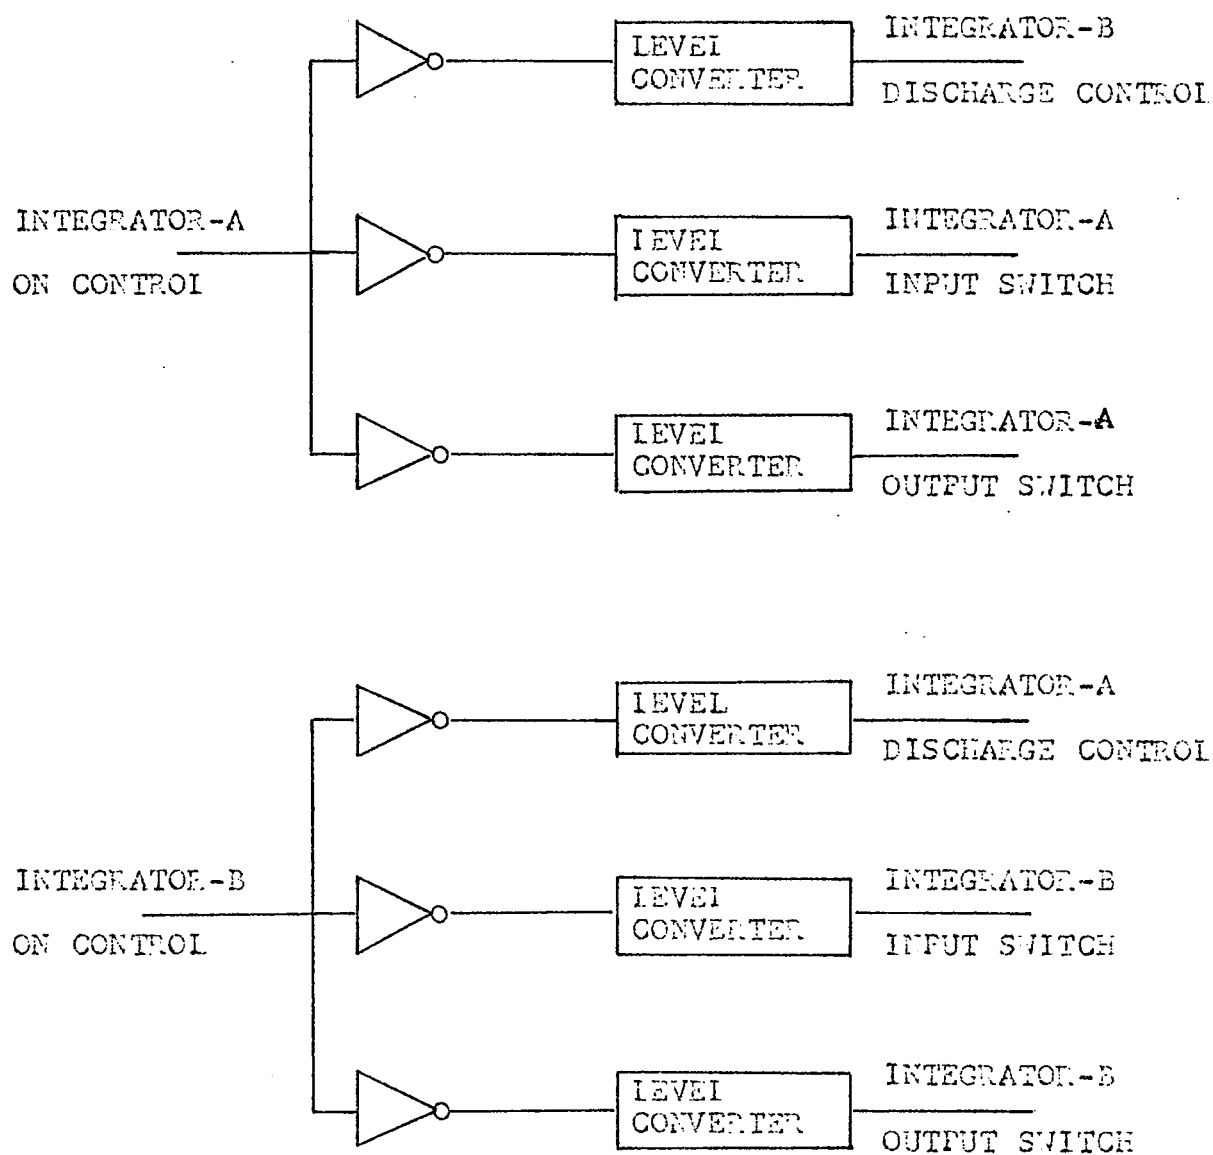 INTEGRATOR-B
LEVEL
CONVERTER
DISCHARGE CONTROL
INTEGRATOR-A
ON CONTROL
INTEGRATOR-A
LEVEL
CONVERTER
INPUT SWITCH
INTEGRATOR-A
LEVEL
CONVERTER
OUTPUT SWITCH
INTEGRATOR-A
LEVEL
CONVERTER
DISCHARGE CONTROL
INTEGRATOR-B
ON CONTROL
INTEGRATOR-B
LEVEL
CONVERTER
INPUT SWITCH
INTEGRATOR-B
LEVEL
CONVERTER
OUTPUT SWITCH